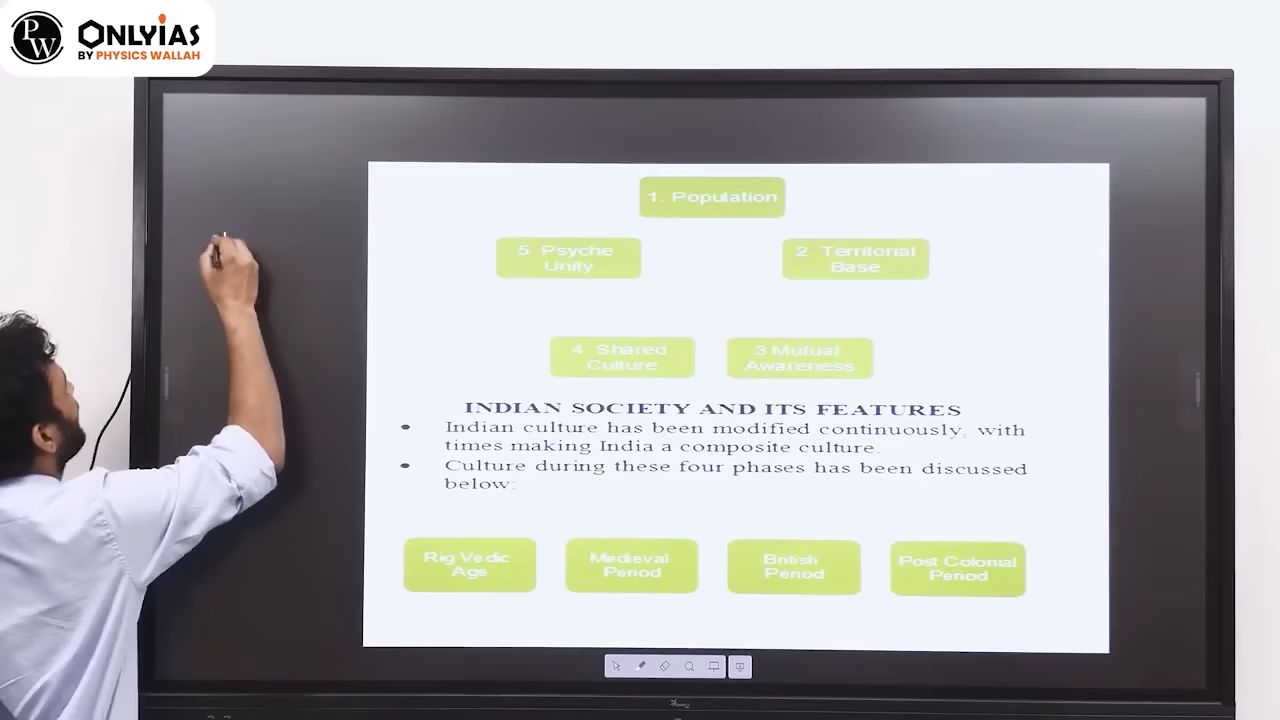 PW
ONLYIAS
BY PHYSICS WALLAH
1. Population
5. Psyche
Unity
2. Territorial
Base
4. Shared
Culture
3 Mutual
Awareness
INDIAN SOCIETY AND ITS FEATURES
• Indian culture has been modified continuously, with
times making India a composite culture.
• Culture during these four phases has been discussed
below:
Rig Vedic
Age
Medieval
Period
British
Period
Post Colonial
Period